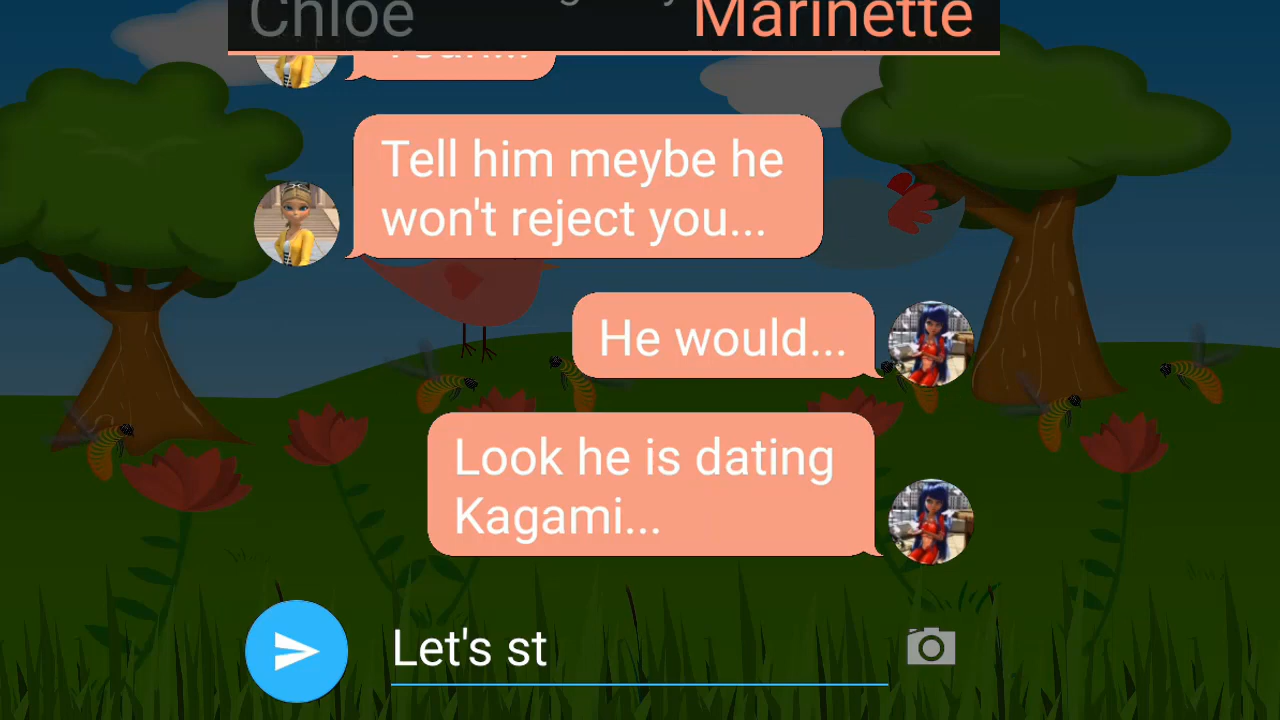 Chloe
Marinette
Tell him meybe he
won't reject you...
He would...
Look he is dating
Kagami...
Let's st